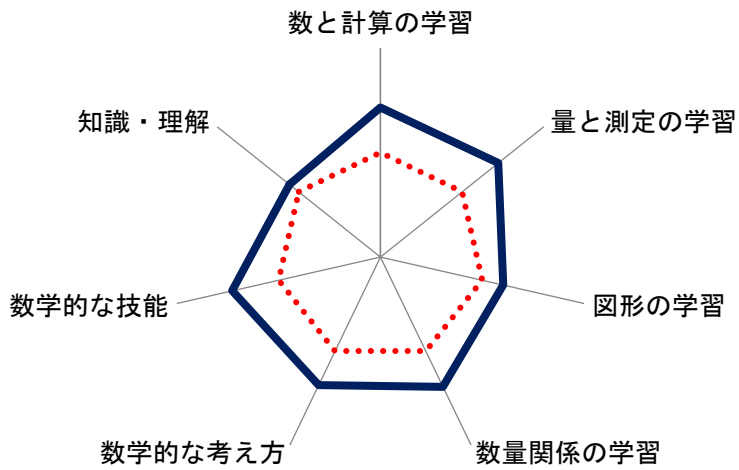 数と計算の学習
知識・理解
量と測定の学習
数学的な技能
図形の学習
数学的な考え方
数量関係の学習